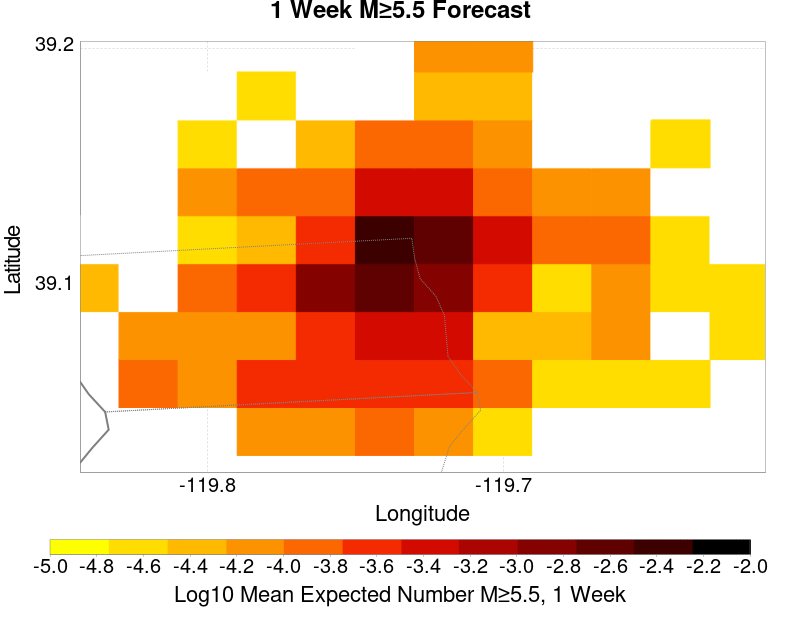 1 Week M≥5.5 Forecast
39.2
39.1
Latitude
-119.8 -119.7
Longitude
-5.0 -4.8 -4.6 -4.4 -4.2 -4.0 -3.8 -3.6 -3.4 -3.2 -3.0 -2.8 -2.6 -2.4 -2.2 -2.0
Log10 Mean Expected Number M≥5.5, 1 Week